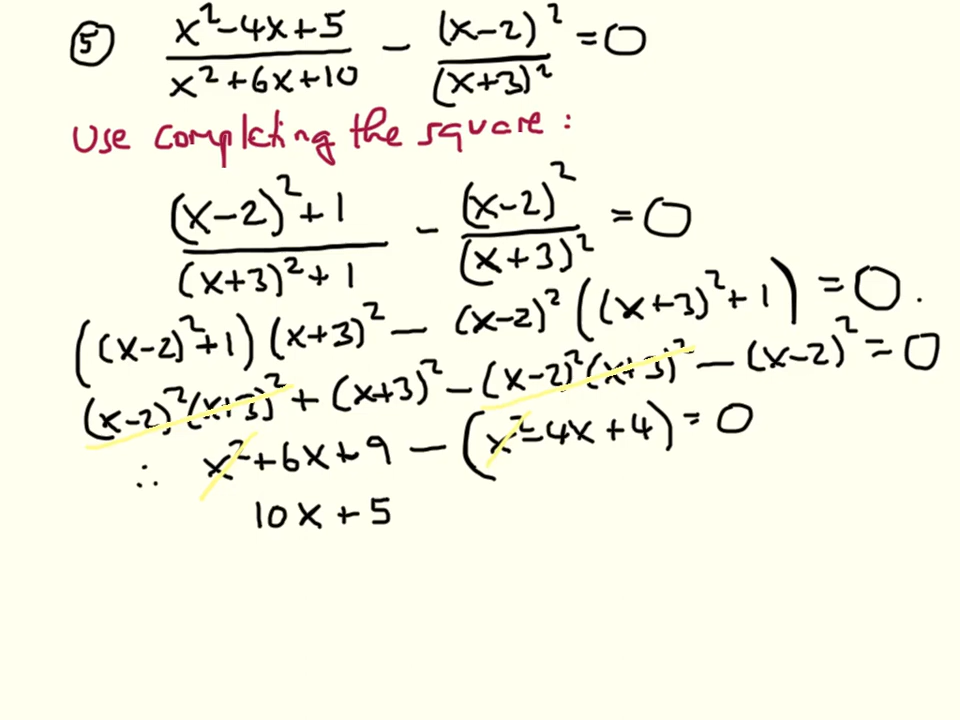 ⑤ (x²-4x+5)/(x²+6x+10) - (x-2)²/(x+3)² = 0
Use completing the square:
((x-2)²+1)/((x+3)²+1) - (x-2)²/(x+3)² = 0
((x-2)²+1)(x+3)² - (x-2)²((x+3)²+1) = 0.
(x-2)²(x+3)² + (x+3)² - (x-2)²(x+3)² - (x-2)² = 0
∴ x²+6x+9 - (x²-4x+4) = 0
10x+5